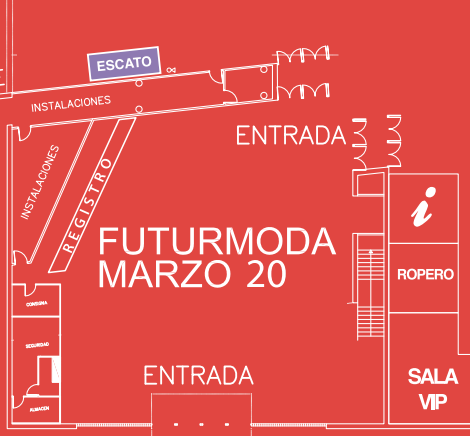 ESCATO
INSTALACIONES
ENTRADA
INSTALACIONES
REGISTRO
i
FUTURMODA
MARZO 20
ROPERO
CONSIGNA
SEGURIDAD
ENTRADA
SALA
VIP
ALMACEN